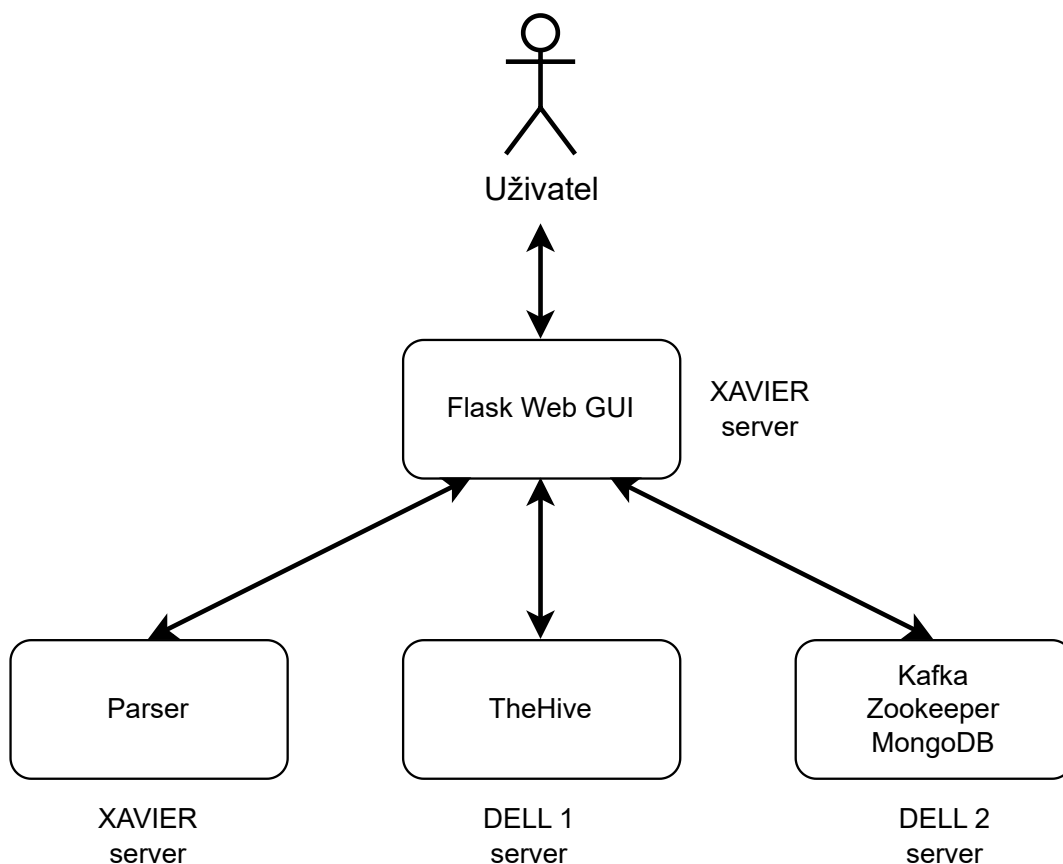 Uživatel
Flask Web GUI
XAVIER
server
Parser
TheHive
Kafka
Zookeeper
MongoDB
XAVIER
server
DELL 1
server
DELL 2
server